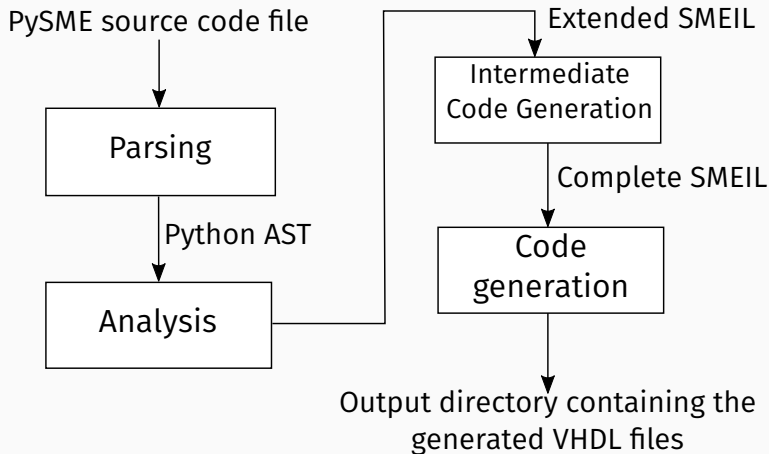 PySME source code file
Parsing
Python AST
Analysis
Extended SMEIL
Intermediate
Code Generation
Complete SMEIL
Code
generation
Output directory containing the
generated VHDL files